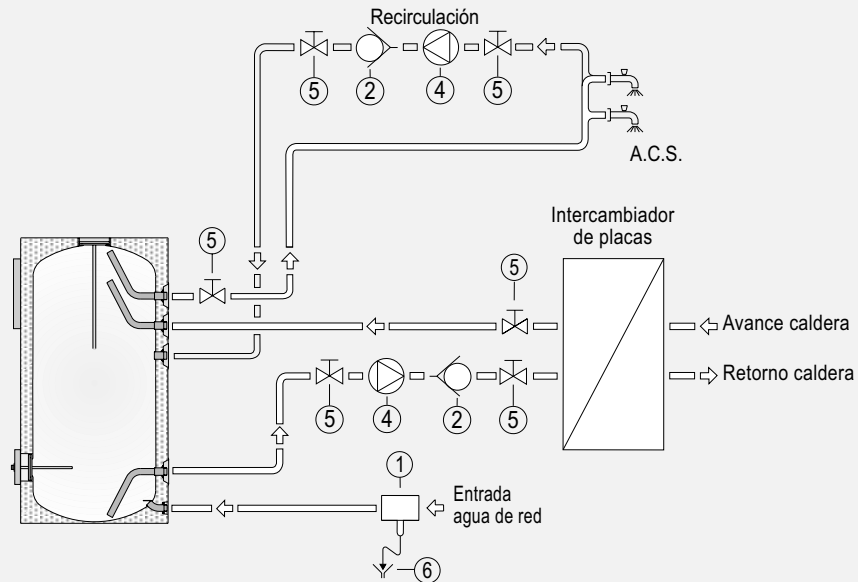 Recirculación
5
2
4
5
A.C.S.
5
Intercambiador
de placas
5
Avance caldera
Retorno caldera
5
4
2
5
1
Entrada
agua de red
6